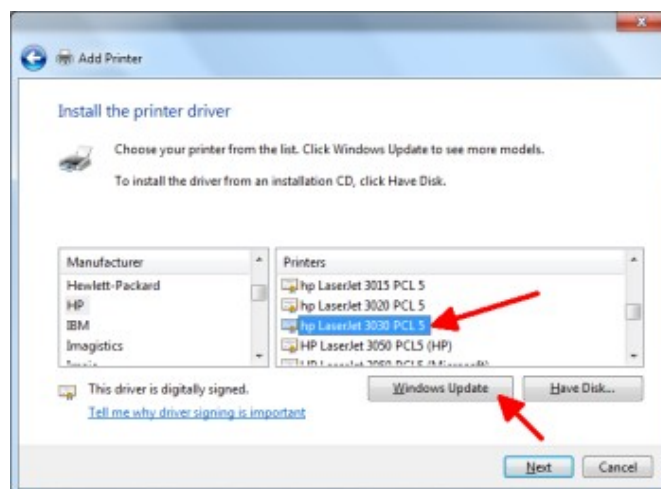 x
Add Printer
Install the printer driver
Choose your printer from the list. Click Windows Update to see more models.
To install the driver from an installation CD, click Have Disk.
Manufacturer
Hewlett-Packard
HP
IBM
Imagistics
Printers
hp LaserJet 3015 PCL 5
hp LaserJet 3020 PCL 5
hp LaserJet 3030 PCL 5
HP LaserJet 3050 PCL5 (HP)
This driver is digitally signed.
Tell me why driver signing is important
Windows Update
Have Disk...
Next
Cancel